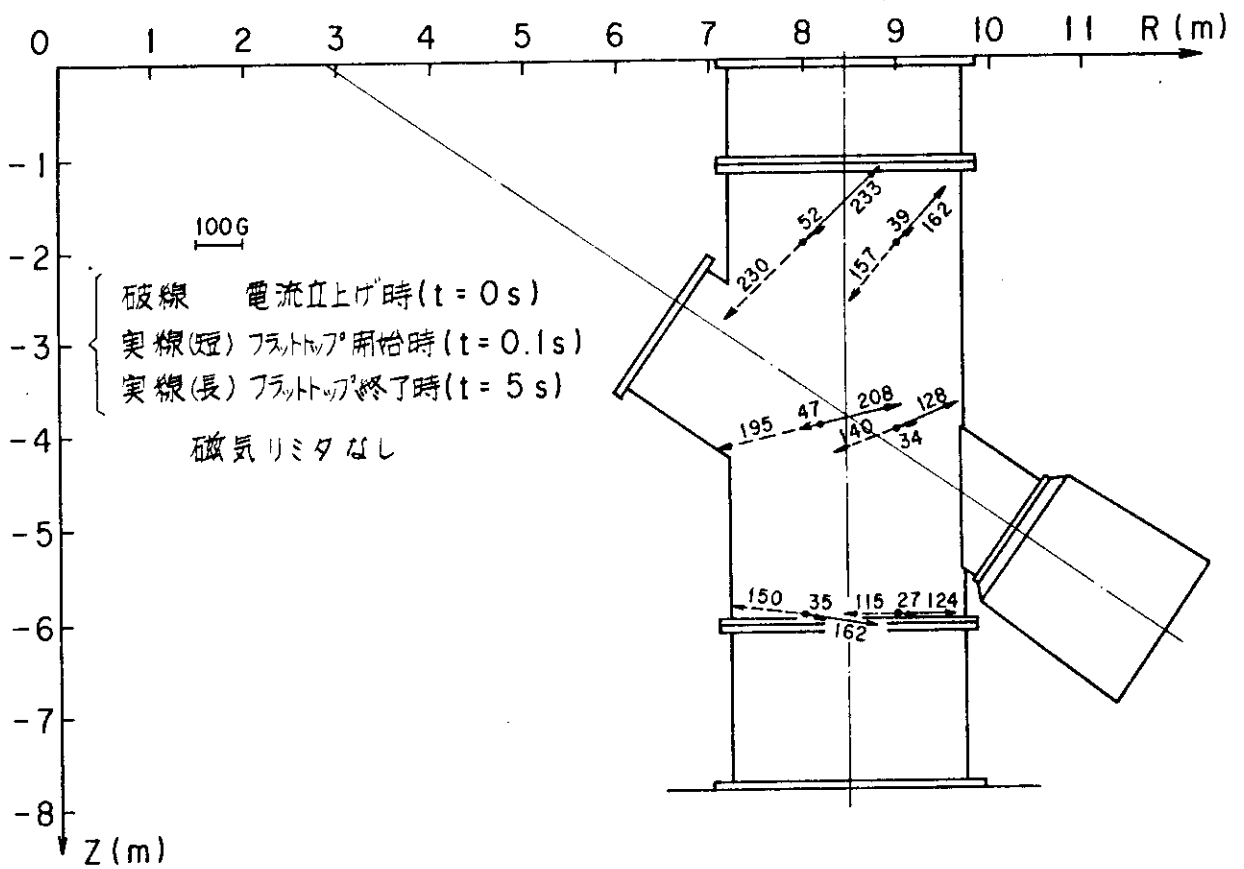 0 1 2 3 4 5 6 7 8 9 10 11 R (m)
-1
-2
-3
-4
-5
-6
-7
-8
Z (m)
100G
破線 電流立上げ時(t = 0s)
実線(短) フラットトップ開始時(t = 0.1s)
実線(長) フラットトップ終了時(t = 5s)
磁気リミタなし
52 233 39 162
230 157
47 208 128
195 140 34
150 35 115 27 124
162